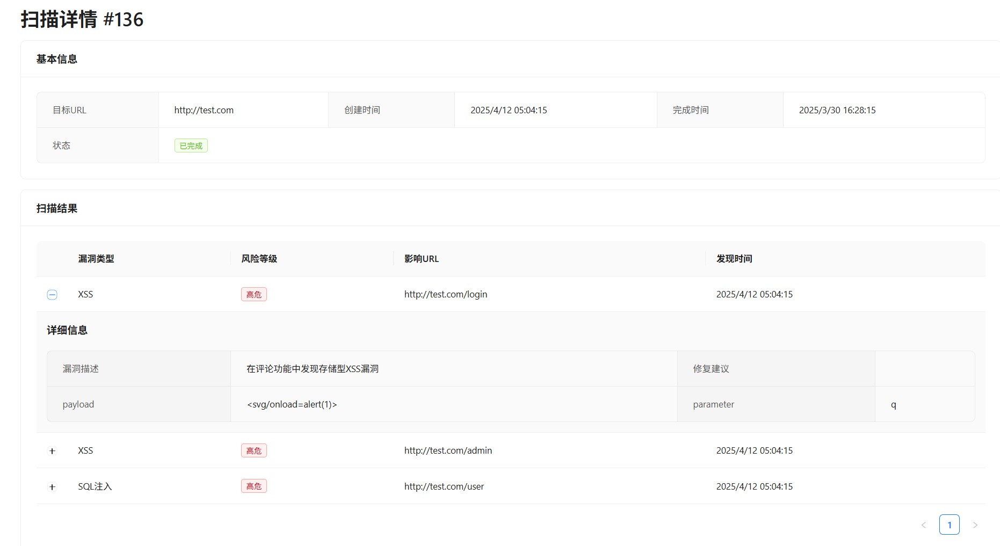 扫描详情 #136
基本信息
目标URL http://test.com 创建时间 2025/4/12 05:04:15 完成时间 2025/3/30 16:28:15
状态 已完成
扫描结果
漏洞类型 风险等级 影响URL 发现时间
XSS 高危 http://test.com/login 2025/4/12 05:04:15
详细信息
漏洞描述 在评论功能中发现存储型XSS漏洞 修复建议
payload <svg/onload=alert(1)> parameter q
XSS 高危 http://test.com/admin 2025/4/12 05:04:15
SQL注入 高危 http://test.com/user 2025/4/12 05:04:15
< 1 >